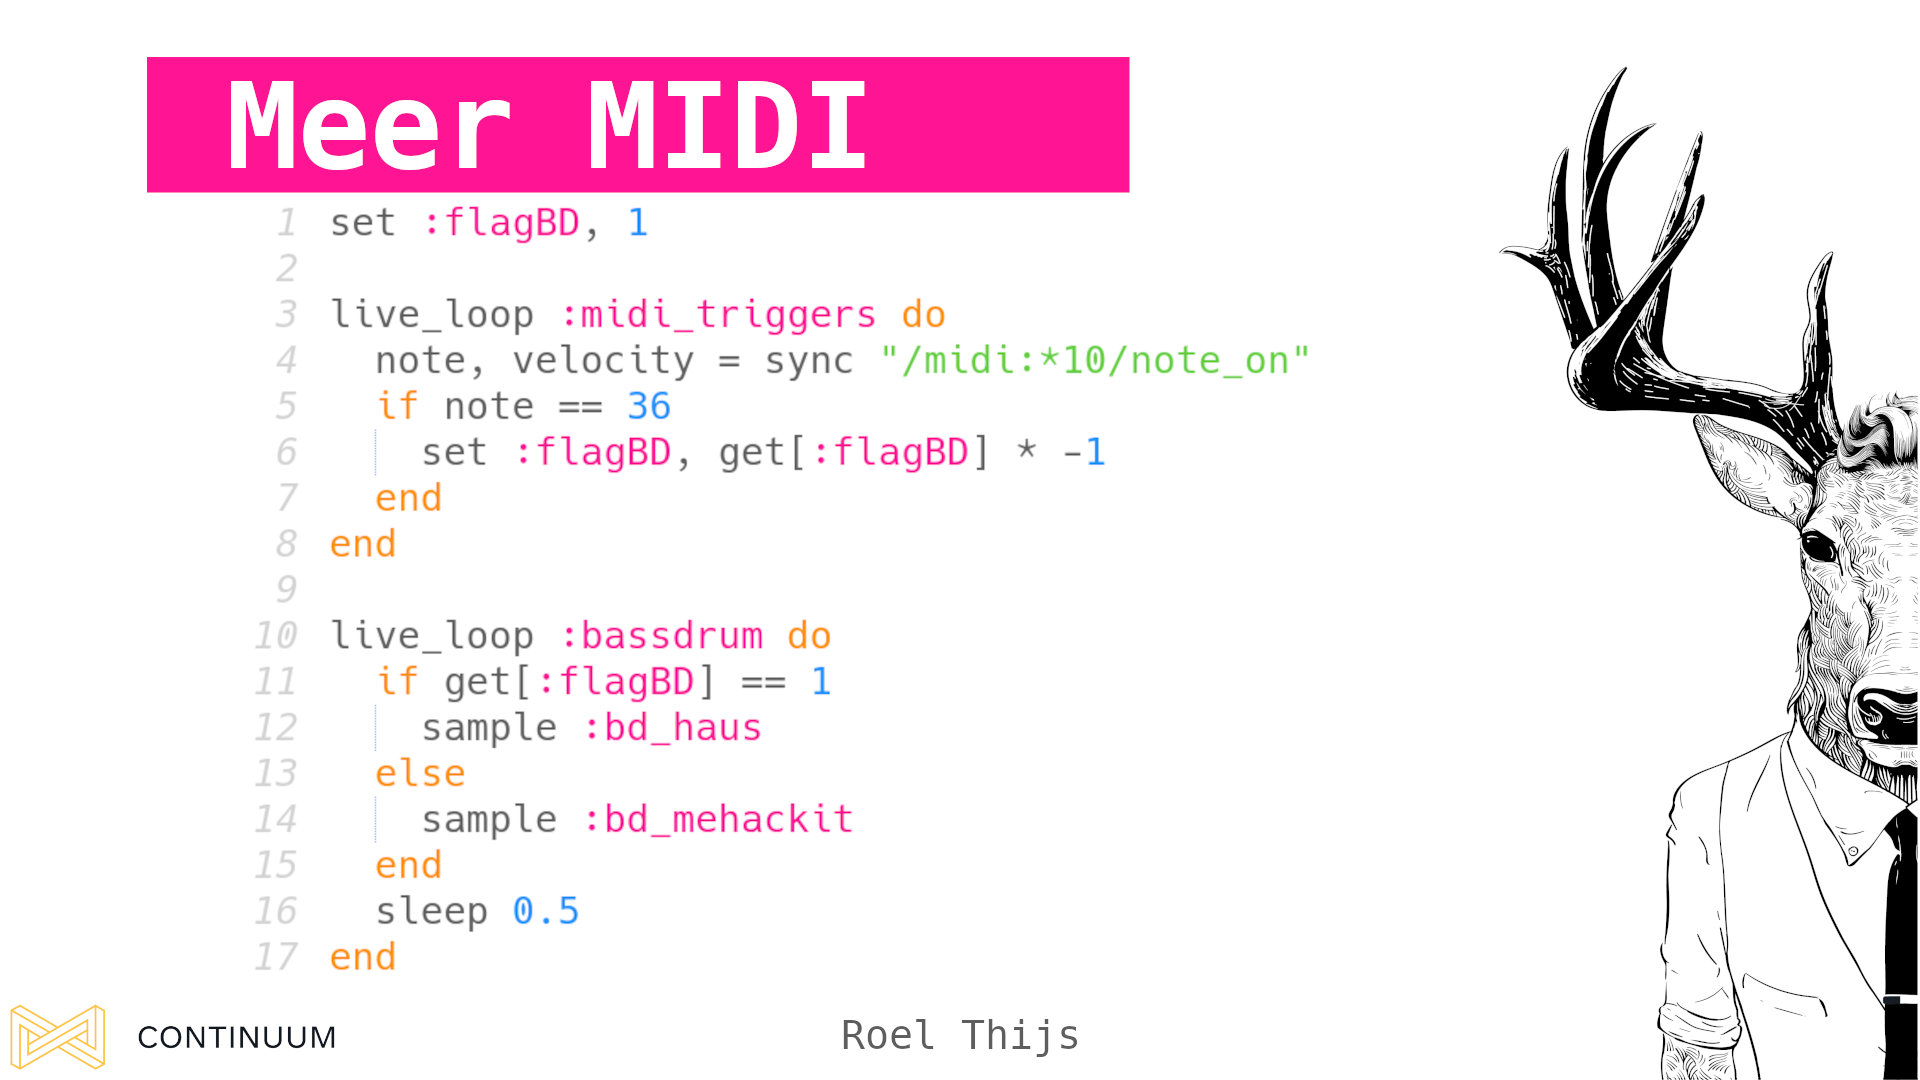 Meer MIDI
1 set :flagBD, 1
2
3 live_loop :midi_triggers do
4   note, velocity = sync "/midi:*10/note_on"
5   if note == 36
6     set :flagBD, get[:flagBD] * -1
7   end
8 end
9
10 live_loop :bassdrum do
11   if get[:flagBD] == 1
12     sample :bd_haus
13   else
14     sample :bd_mehackit
15   end
16   sleep 0.5
17 end
CONTINUUM
Roel Thijs